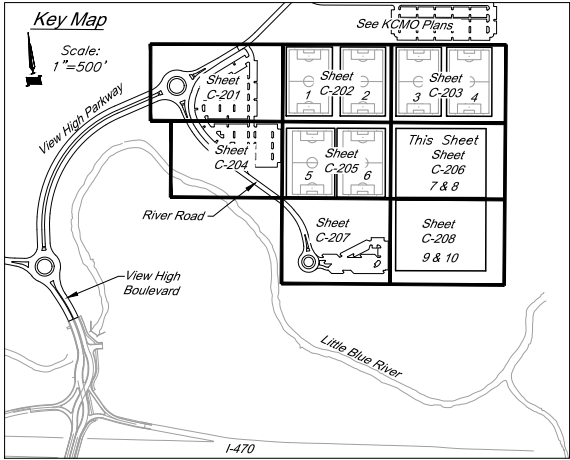 Key Map
Scale:
1"=500'
See KCMO Plans
View High Parkway
Sheet
C-201
Sheet
C-202
1
2
Sheet
C-203
3
4
Sheet
C-204
Sheet
C-205
5
6
This Sheet
Sheet
C-206
7 & 8
River Road
Sheet
C-207
Sheet
C-208
9 & 10
View High
Boulevard
Little Blue River
I-470